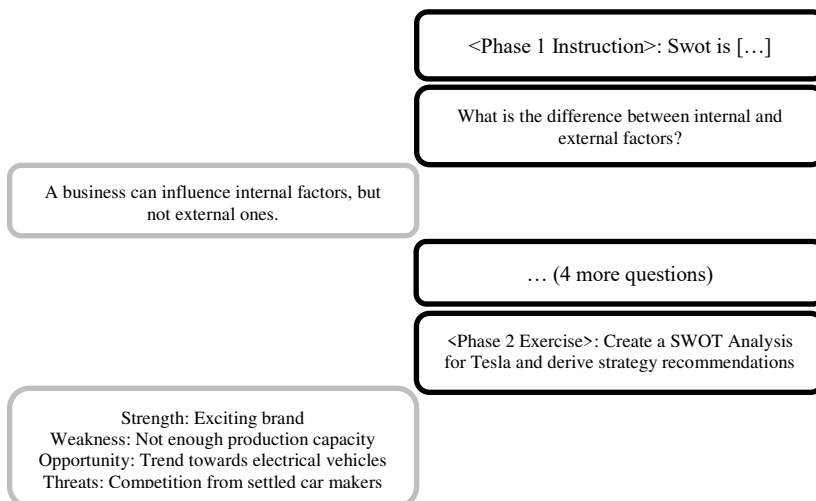 <Phase 1 Instruction>: Swot is […]
What is the difference between internal and
external factors?
A business can influence internal factors, but
not external ones.
… (4 more questions)
<Phase 2 Exercise>: Create a SWOT Analysis
for Tesla and derive strategy recommendations
Strength: Exciting brand
Weakness: Not enough production capacity
Opportunity: Trend towards electrical vehicles
Threats: Competition from settled car makers